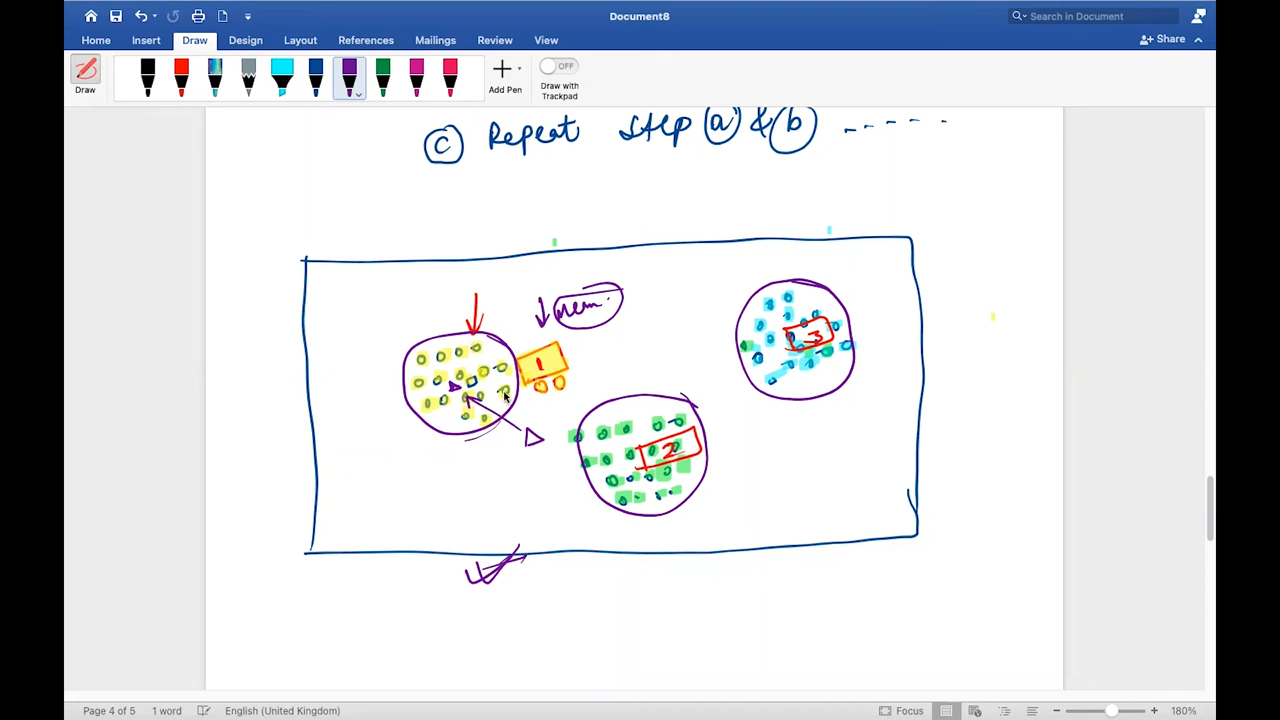 Document8
Search in Document
Home Insert Draw Design Layout References Mailings Review View
Share
Draw
Add Pen
OFF
Draw with
Trackpad
c Repeat Step a & b -----
mem.
1
2
3
Page 4 of 5 1 word English (United Kingdom)
Focus
180%